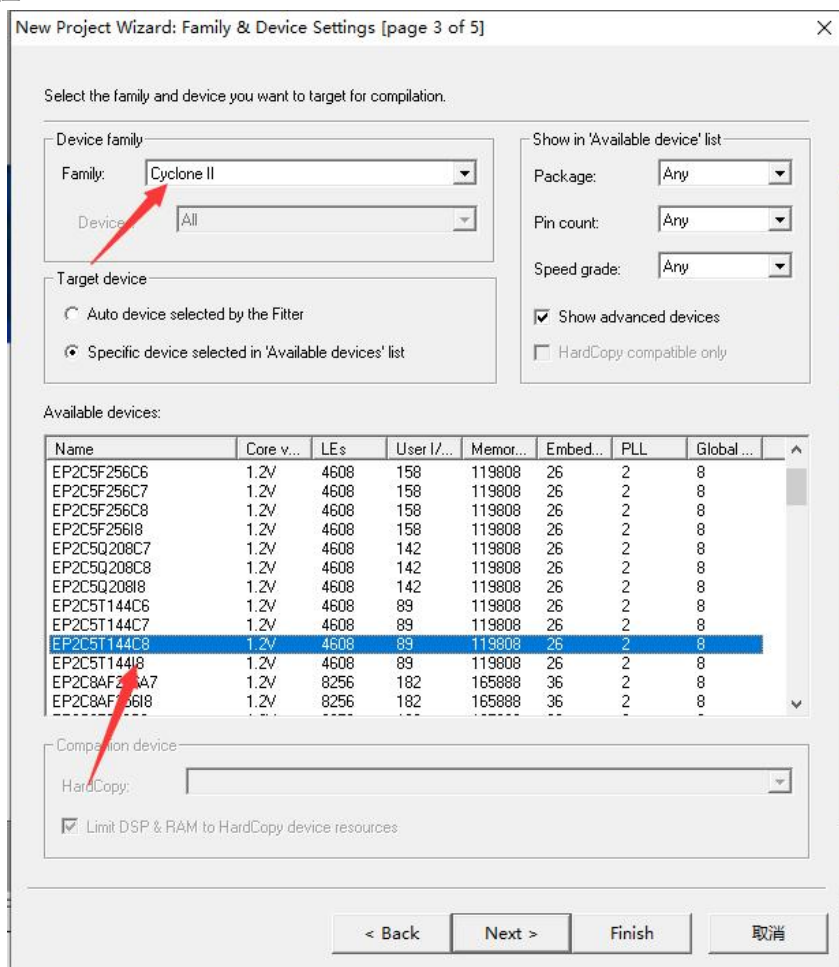 New Project Wizard: Family & Device Settings [page 3 of 5]
Select the family and device you want to target for compilation.
Device family
Family: Cyclone II
Device: All
Show in 'Available device' list
Package: Any
Pin count: Any
Speed grade: Any
Show advanced devices
HardCopy compatible only
Target device
Auto device selected by the Fitter
Specific device selected in 'Available devices' list
Available devices:
Name Core v... LEs User I/... Memor... Embed... PLL Global ...
EP2C5F256C6 1.2V 4608 158 119808 26 2 8
EP2C5F256C7 1.2V 4608 158 119808 26 2 8
EP2C5F256C8 1.2V 4608 158 119808 26 2 8
EP2C5F256I8 1.2V 4608 158 119808 26 2 8
EP2C5Q208C7 1.2V 4608 142 119808 26 2 8
EP2C5Q208C8 1.2V 4608 142 119808 26 2 8
EP2C5Q208I8 1.2V 4608 142 119808 26 2 8
EP2C5T144C6 1.2V 4608 89 119808 26 2 8
EP2C5T144C7 1.2V 4608 89 119808 26 2 8
EP2C5T144C8 1.2V 4608 89 119808 26 2 8
EP2C5T144I8 1.2V 4608 89 119808 26 2 8
EP2C8AF256A7 1.2V 8256 182 165888 36 2 8
EP2C8AF256I8 1.2V 8256 182 165888 36 2 8
Companion device
HardCopy:
Limit DSP & RAM to HardCopy device resources
< Back
Next >
Finish
取消